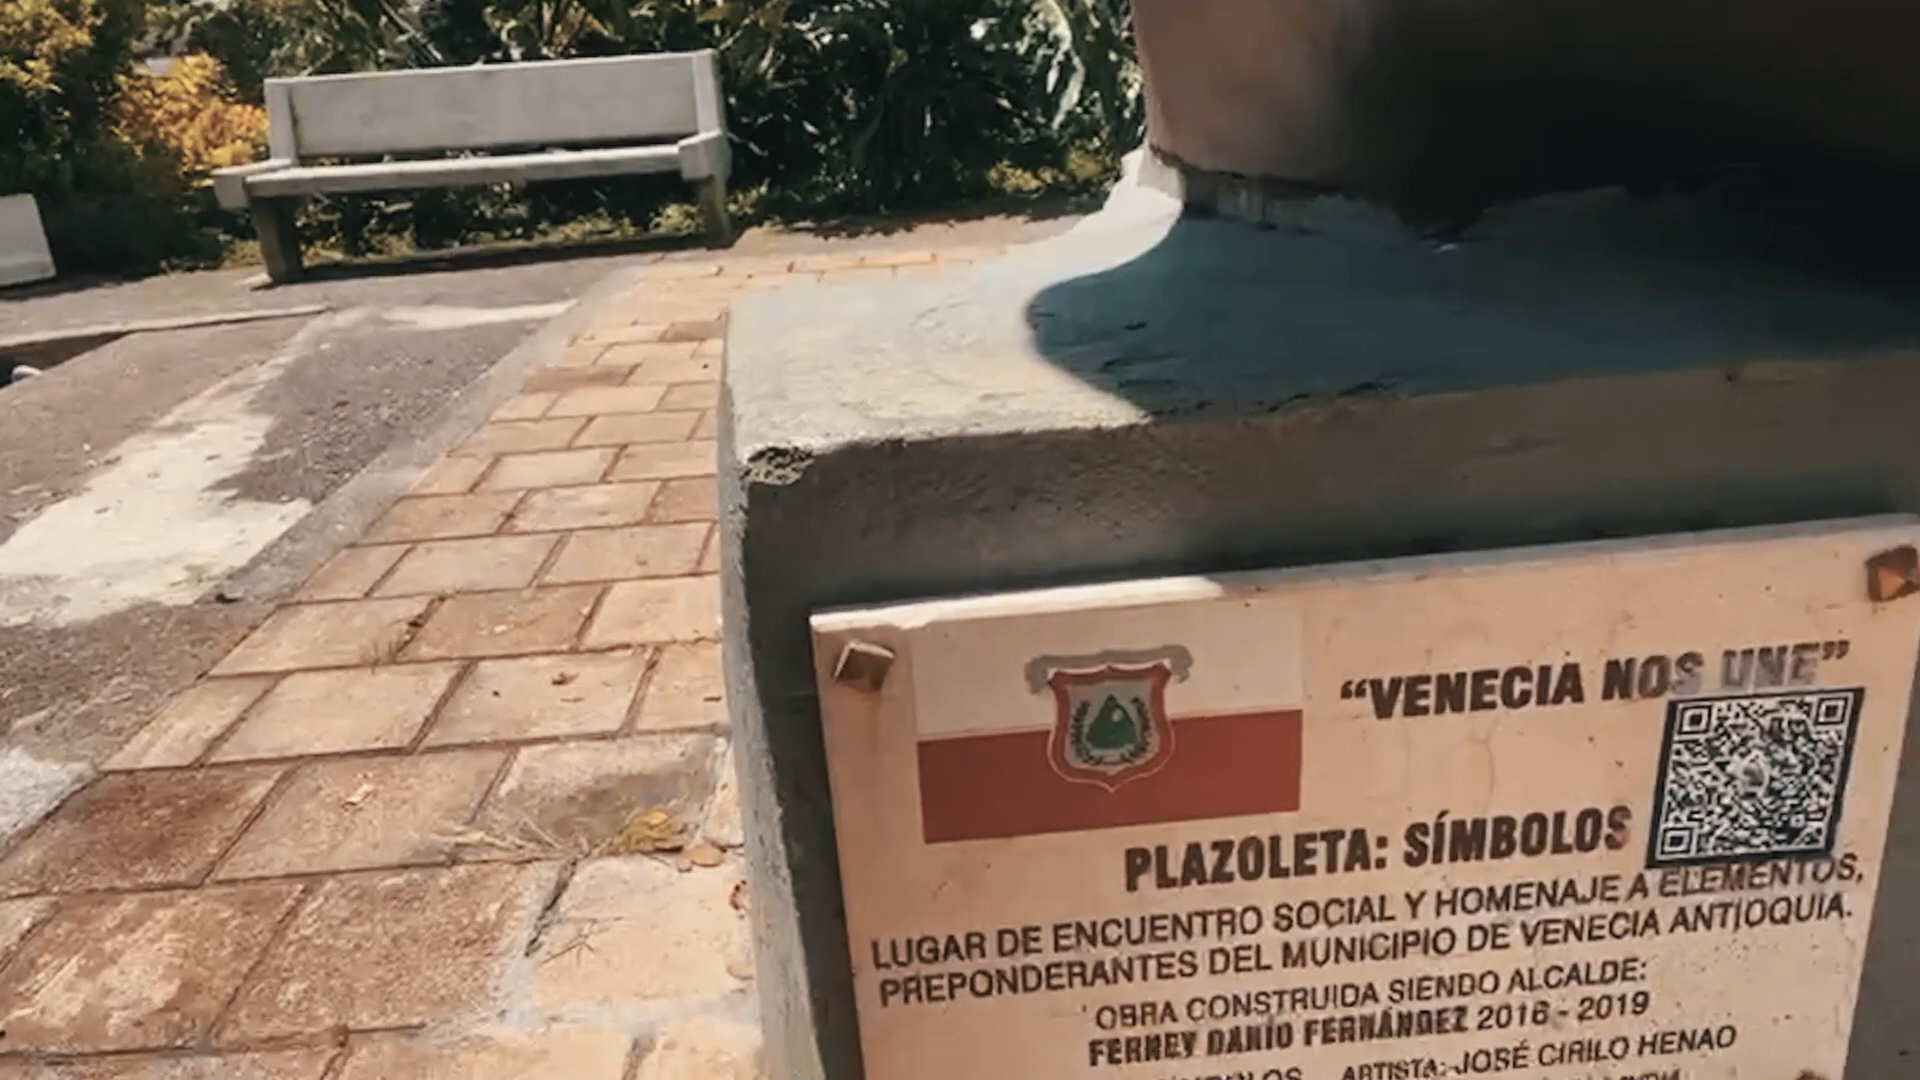 “VENECIA NOS UNE”
PLAZOLETA: SÍMBOLOS
LUGAR DE ENCUENTRO SOCIAL Y HOMENAJE A ELEMENTOS,
PREPONDERANTES DEL MUNICIPIO DE VENECIA ANTIOQUIA.
OBRA CONSTRUIDA SIENDO ALCALDE:
FERNEY DARÍO FERNÁNDEZ 2016 - 2019
ARTISTA: JOSÉ CIRILO HENAO